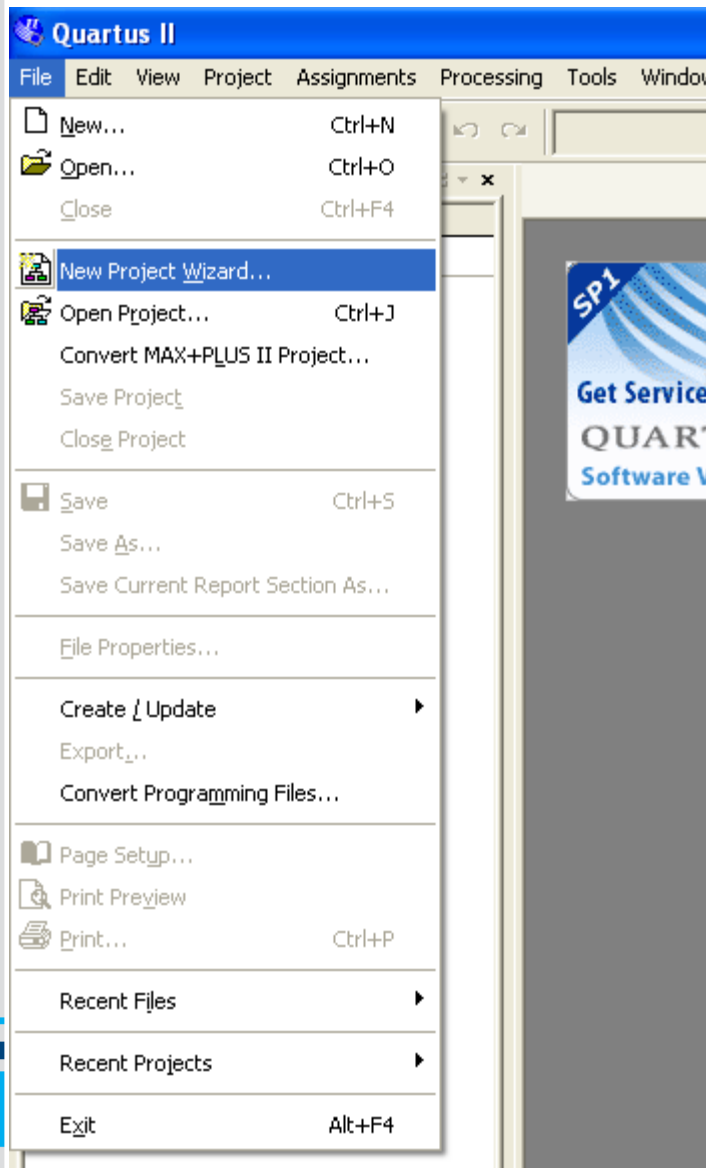 Quartus II
File Edit View Project Assignments Processing Tools Window
New... Ctrl+N
Open... Ctrl+O
Close Ctrl+F4
New Project Wizard...
Open Project... Ctrl+J
Convert MAX+PLUS II Project...
Save Project
Close Project
Save Ctrl+S
Save As...
Save Current Report Section As...
File Properties...
Create / Update
Export...
Convert Programming Files...
Page Setup...
Print Preview
Print... Ctrl+P
Recent Files
Recent Projects
Exit Alt+F4
SP1
Get Service
QUART
Software V